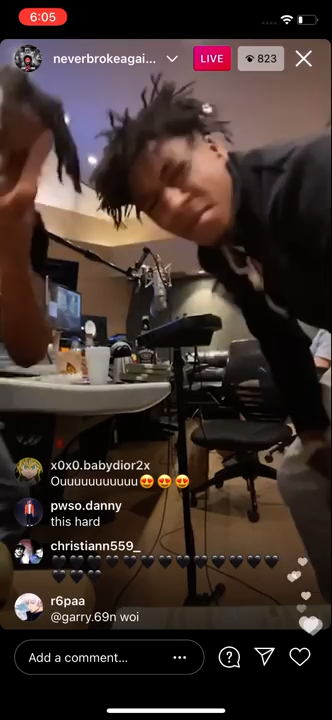 6:05
neverbrokeagai...
LIVE
823
x0x0.babydior2x
Ouuuuuuuuuuu😍😍😍
pwso.danny
this hard
christiann559_
🖤🖤🖤🖤🖤🖤🖤🖤🖤🖤🖤🖤🖤🖤
🖤🖤🖤
r6paa
@garry.69n woi
Add a comment...